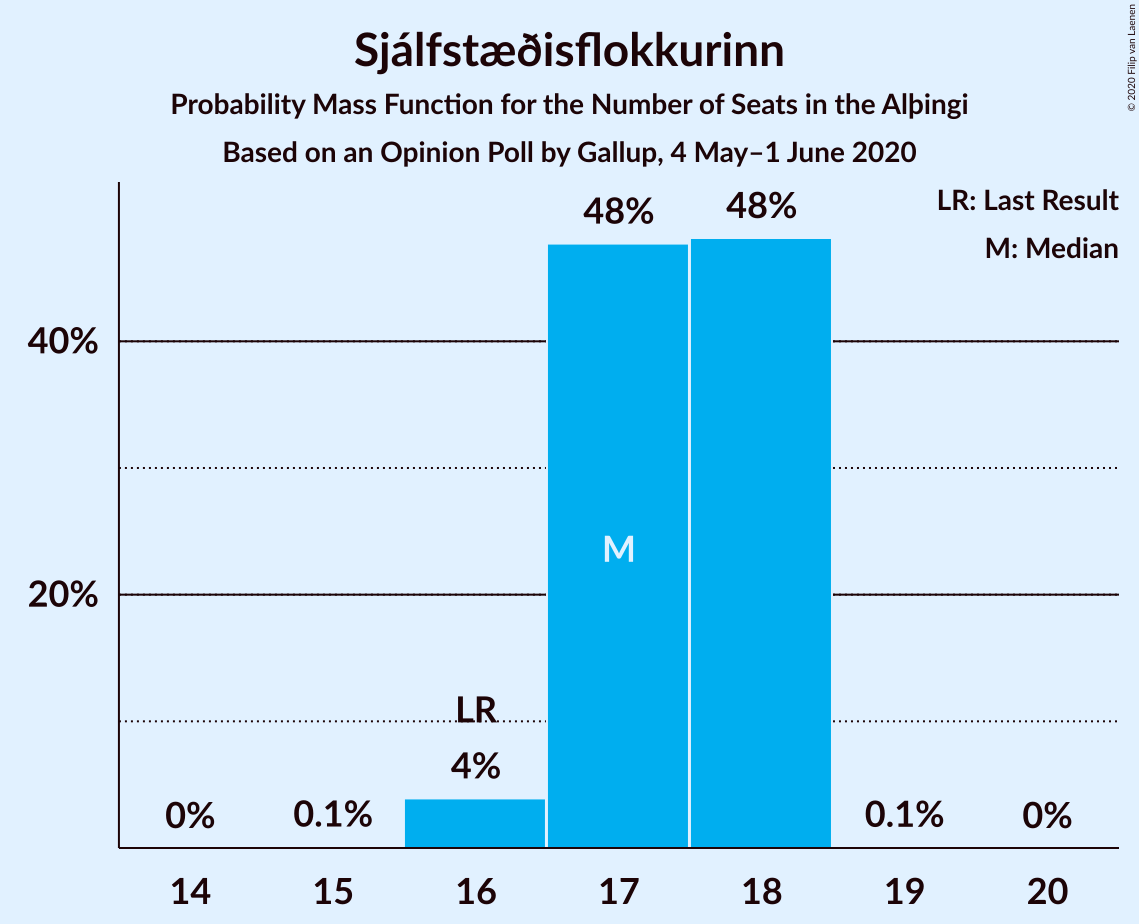 Sjálfstæðisflokkurinn
Probability Mass Function for the Number of Seats in the Alþingi
Based on an Opinion Poll by Gallup, 4 May–1 June 2020
© 2020 Filip van Laenen
LR: Last Result
M: Median
48%
48%
40%
M
20%
LR
4%
0%
0.1%
0.1%
0%
14
15
16
17
18
19
20